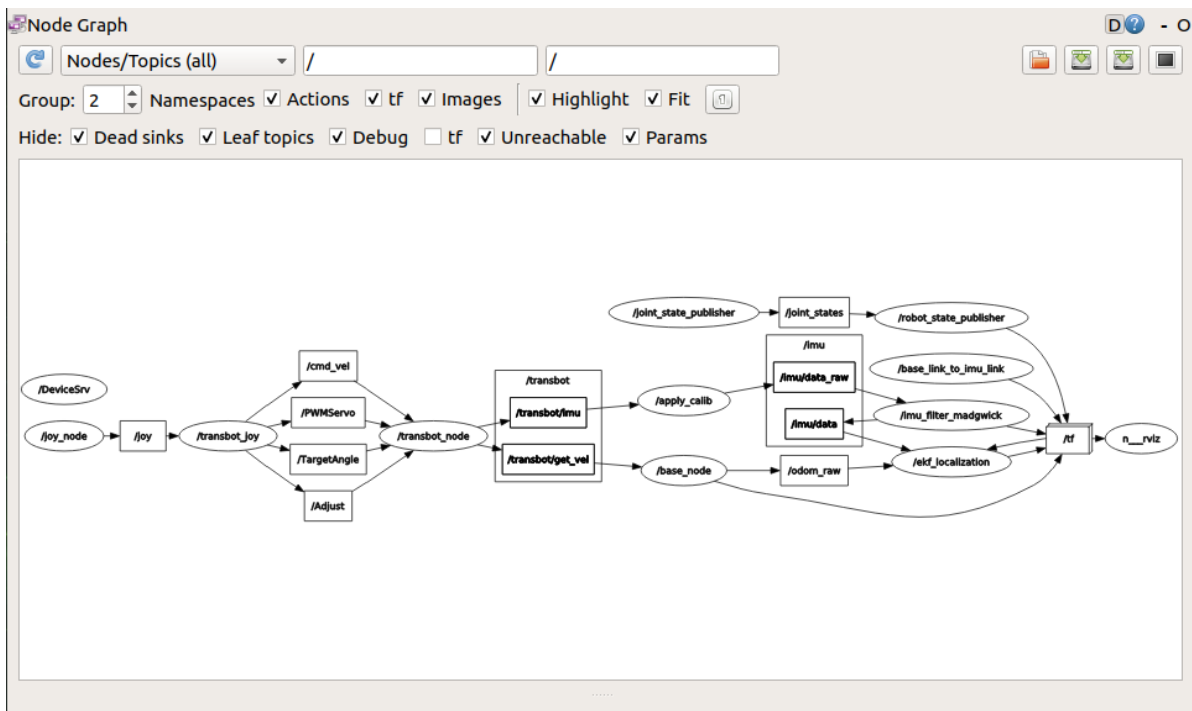 Node Graph
D
- O
Nodes/Topics (all)
/
/
Group: 2 Namespaces Actions tf Images Highlight Fit
Hide: Dead sinks Leaf topics Debug tf Unreachable Params
/joint_state_publisher
/joint_states
/robot_state_publisher
/imu
/cmd_vel
/base_link_to_imu_link
/transbot
/imu/data_raw
/DeviceSrv
/apply_calib
/PWMServo
/transbot/imu
/imu_filter_madgwick
/imu/data
/joy_node
/joy
/transbot_joy
/transbot_node
/tf
n__rviz
/TargetAngle
/transbot/get_vel
/ekf_localization
/base_node
/odom_raw
/Adjust